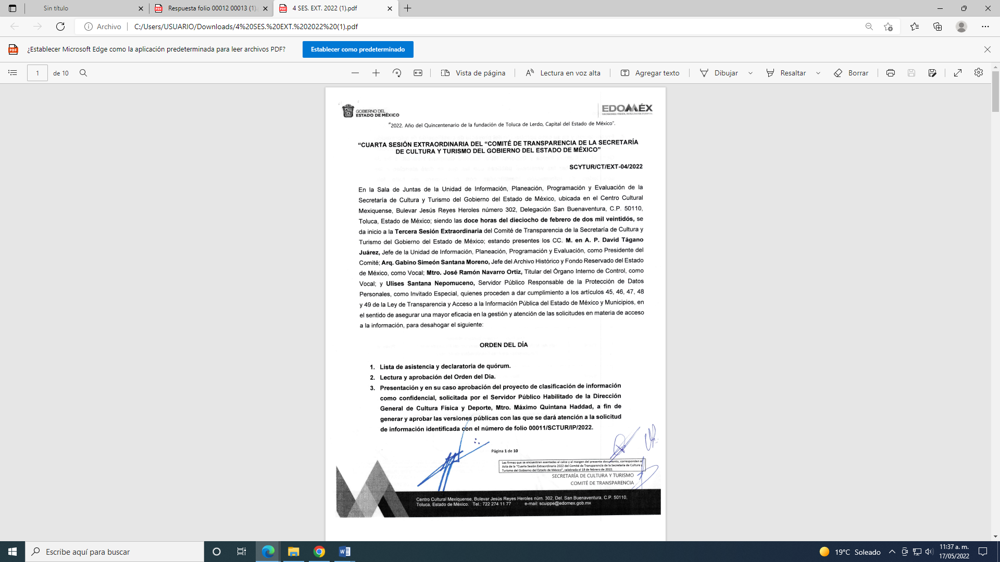 Sin título
Respuesta folio 00012 00013 (1).
4 SES. EXT. 2022 (1).pdf
Archivo
C:/Users/USUARIO/Downloads/4%20SES.%20EXT.%202022%20(1).pdf
¿Establecer Microsoft Edge como la aplicación predeterminada para leer archivos PDF?
Establecer como predeterminado
1 de 10
Vista de página
Lectura en voz alta
Agregar texto
Dibujar
Resaltar
Borrar
GOBIERNO DEL
ESTADO DE MÉXICO
EDOMÉX
"2022. Año del Quincentenario de la fundación de Toluca de Lerdo, Capital del Estado de México".
“CUARTA SESIÓN EXTRAORDINARIA DEL “COMITÉ DE TRANSPARENCIA DE LA SECRETARÍA
DE CULTURA Y TURISMO DEL GOBIERNO DEL ESTADO DE MÉXICO”
SCYTUR/CT/EXT-04/2022
En la Sala de Juntas de la Unidad de Información, Planeación, Programación y Evaluación de la
Secretaría de Cultura y Turismo del Gobierno del Estado de México, ubicada en el Centro Cultural
Mexiquense, Bulevar Jesús Reyes Heroles número 302, Delegación San Buenaventura, C.P. 50110,
Toluca, Estado de México; siendo las doce horas del dieciocho de febrero de dos mil veintidós, se
da inicio a la Tercera Sesión Extraordinaria del Comité de Transparencia de la Secretaría de Cultura y
Turismo del Gobierno del Estado de México; estando presentes los CC. M. en A. P. David Tágano
Juárez, Jefe de la Unidad de Información, Planeación, Programación y Evaluación, como Presidente del
Comité; Arq. Gabino Simeón Santana Moreno, Jefe del Archivo Histórico y Fondo Reservado del Estado
de México, como Vocal; Mtro. José Ramón Navarro Ortíz, Titular del Órgano Interno de Control, como
Vocal; y Ulises Santana Nepomuceno, Servidor Público Responsable de la Protección de Datos
Personales, como Invitado Especial, quienes proceden a dar cumplimiento a los artículos 45, 46, 47, 48
y 49 de la Ley de Transparencia y Acceso a la Información Pública del Estado de México y Municipios, en
el sentido de asegurar una mayor eficacia en la gestión y atención de las solicitudes en materia de acceso
a la información, para desahogar el siguiente:
ORDEN DEL DÍA
1. Lista de asistencia y declaratoria de quórum.
2. Lectura y aprobación del Orden del Día.
3. Presentación y en su caso aprobación del proyecto de clasificación de información
como confidencial, solicitada por el Servidor Público Habilitado de la Dirección
General de Cultura Física y Deporte, Mtro. Máximo Quintana Haddad, a fin de
generar y aprobar las versiones públicas con las que se dará atención a la solicitud
de información identificada con el número de folio 00011/SCTUR/IP/2022.
Página 1 de 10
Las firmas que se encuentran asentadas al calce y al margen del presente documento, corresponden al
Acta de la "Cuarta Sesión Extraordinaria 2022 del Comité de Transparencia de la Secretaría de Cultura y
Turismo del Gobierno del Estado de México", celebrada el 18 de febrero de 2022.
SECRETARÍA DE CULTURA Y TURISMO
COMITÉ DE TRANSPARENCIA
Centro Cultural Mexiquense, Bulevar Jesús Reyes Heroles núm. 302, Del. San Buenaventura, C.P. 50110,
Toluca, Estado de México. Tel.: 722 274 11 77 e-mail: scuippe@edomex.gob.mx
Escribe aquí para buscar
19°C Soleado
11:37 a. m.
17/05/2022